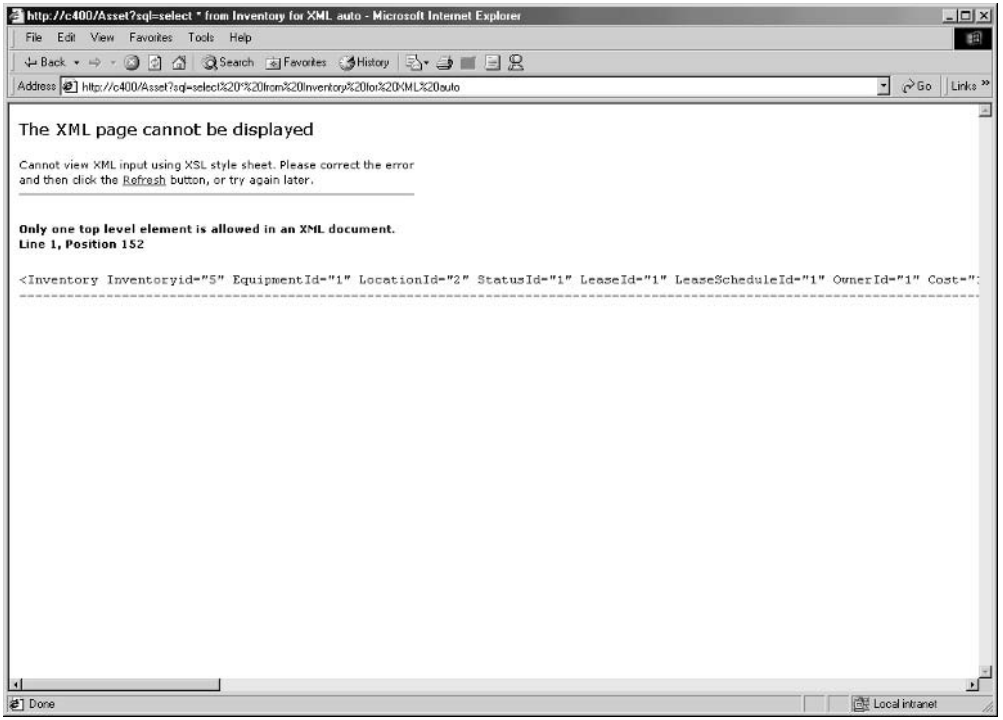 http://c400/Asset?sql=select * from Inventory for XML auto - Microsoft Internet Explorer
File Edit View Favorites Tools Help
Back Search Favorites History
Address http://c400/Asset?sql=select%20*%20from%20Inventory%20for%20XML%20auto Go Links »
The XML page cannot be displayed
Cannot view XML input using XSL style sheet. Please correct the error
and then click the Refresh button, or try again later.
Only one top level element is allowed in an XML document.
Line 1, Position 152
<Inventory Inventoryid="5" EquipmentId="1" LocationId="2" StatusId="1" LeaseId="1" LeaseScheduleId="1" OwnerId="1" Cost="
Done Local intranet